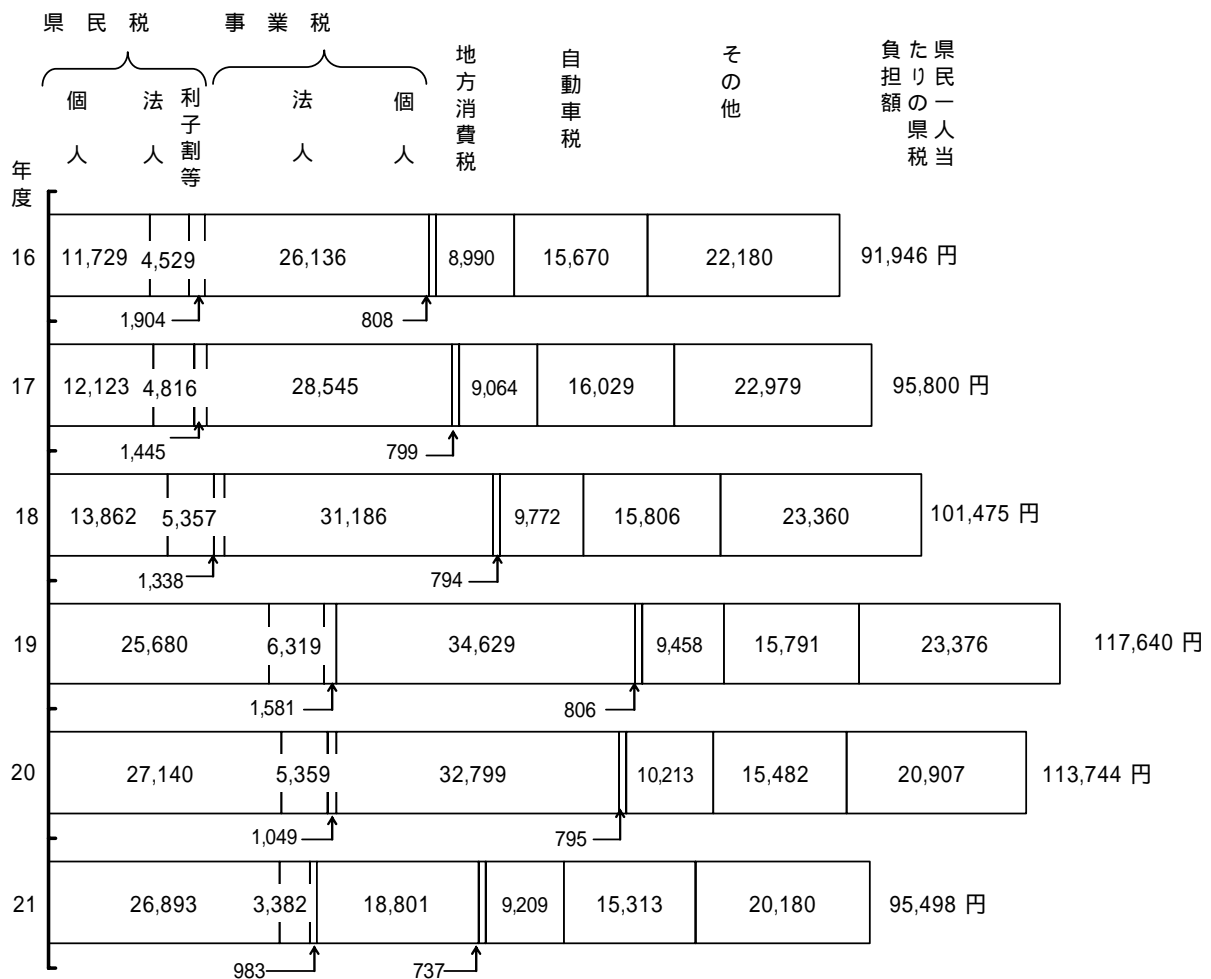 県民税 事業税
個人 法人 利子割等 法人 個人 地方消費税 自動車税 その他 県民一人当たりの県税負担額
年度
16 11,729 4,529 26,136 8,990 15,670 22,180 91,946 円
1,904 808
17 12,123 4,816 28,545 9,064 16,029 22,979 95,800 円
1,445 799
18 13,862 5,357 31,186 9,772 15,806 23,360 101,475 円
1,338 794
19 25,680 6,319 34,629 9,458 15,791 23,376 117,640 円
1,581 806
20 27,140 5,359 32,799 10,213 15,482 20,907 113,744 円
1,049 795
21 26,893 3,382 18,801 9,209 15,313 20,180 95,498 円
983 737